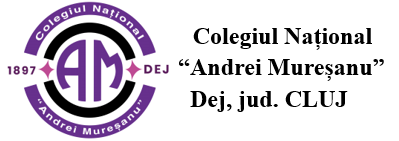 Colegiul Național
1897 AM DEJ
"Andrei Mureșanu"
Colegiul Național
“Andrei Mureșanu”
Dej, jud. CLUJ